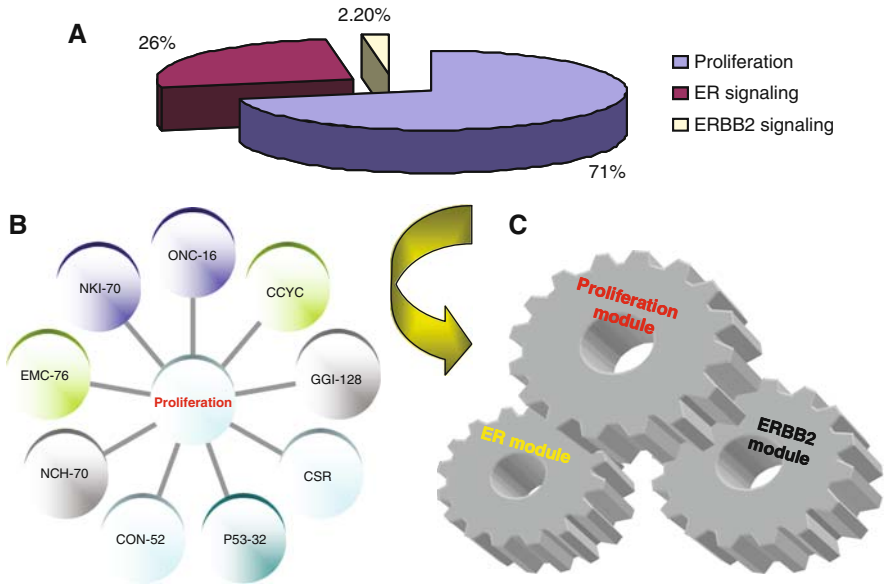 A
2.20%
26%
Proliferation
ER signaling
ERBB2 signaling
71%
B
ONC-16
NKI-70
CCYC
EMC-76
GGI-128
Proliferation
NCH-70
CSR
CON-52
P53-32
C
Proliferation
module
ER module
ERBB2
module